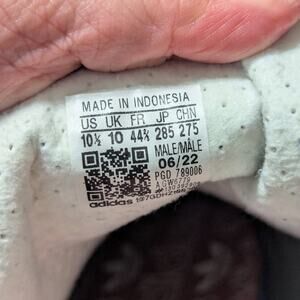 MADE IN INDONESIA
US UK FR JP CHN
10½ 10 44⅔ 285 275
MALE/MÂLE
06/22
PGD 789006
adidas